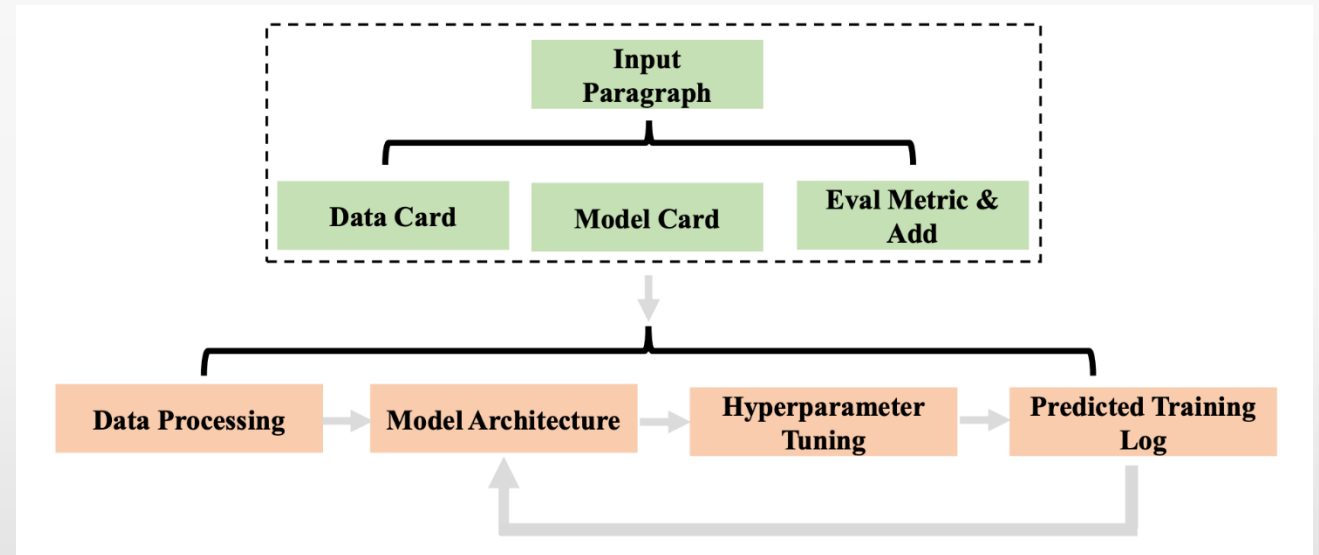 Input
Paragraph
Data Card
Model Card
Eval Metric &
Add
Data Processing
Model Architecture
Hyperparameter
Tuning
Predicted Training
Log